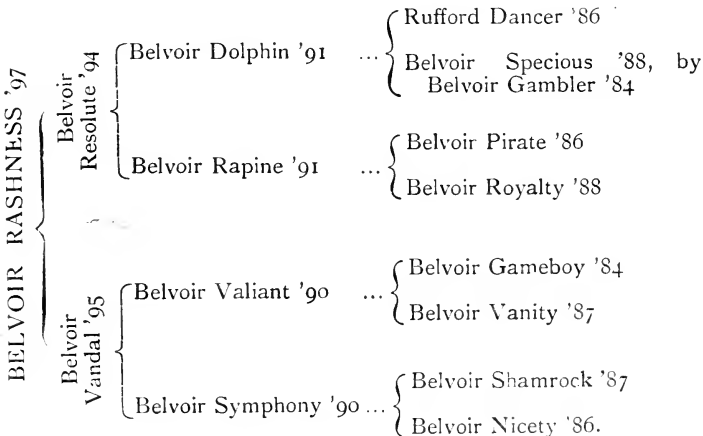 BELVOIR RASHNESS '97
Belvoir
Resolute '94
Belvoir Dolphin '91 ...
Rufford Dancer '86
Belvoir Specious '88, by
Belvoir Gambler '84
Belvoir Rapine '91 ...
Belvoir Pirate '86
Belvoir Royalty '88
Belvoir
Vandal '95
Belvoir Valiant '90 ...
Belvoir Gameboy '84
Belvoir Vanity '87
Belvoir Symphony '90 ...
Belvoir Shamrock '87
Belvoir Nicety '86.